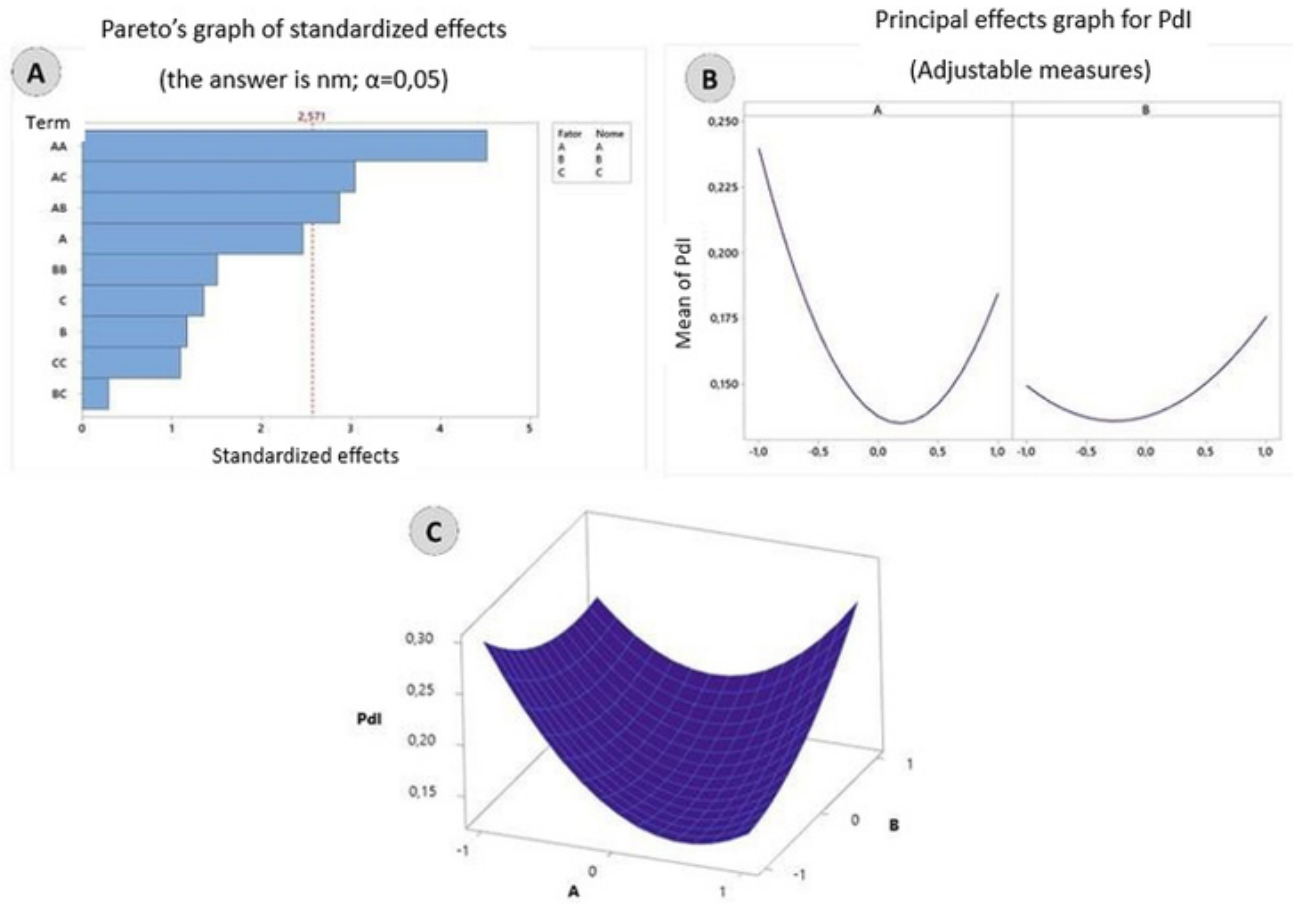 Pareto's graph of standardized effects
(the answer is nm; α=0,05)
A
Term
2,571
AA
AC
AB
A
BB
C
B
CC
BC
0 1 2 3 4 5
Standardized effects
Fator Nome
A A
B B
C C
Principal effects graph for PdI
(Adjustable measures)
B
A B
0,250
0,225
0,200
0,175
0,150
Mean of PdI
-1,0 -0,5 0,0 0,5 1,0 -1,0 -0,5 0,0 0,5 1,0
C
0,30
0,25
0,20
0,15
PdI
-1 0 1
A
1
0
-1
B